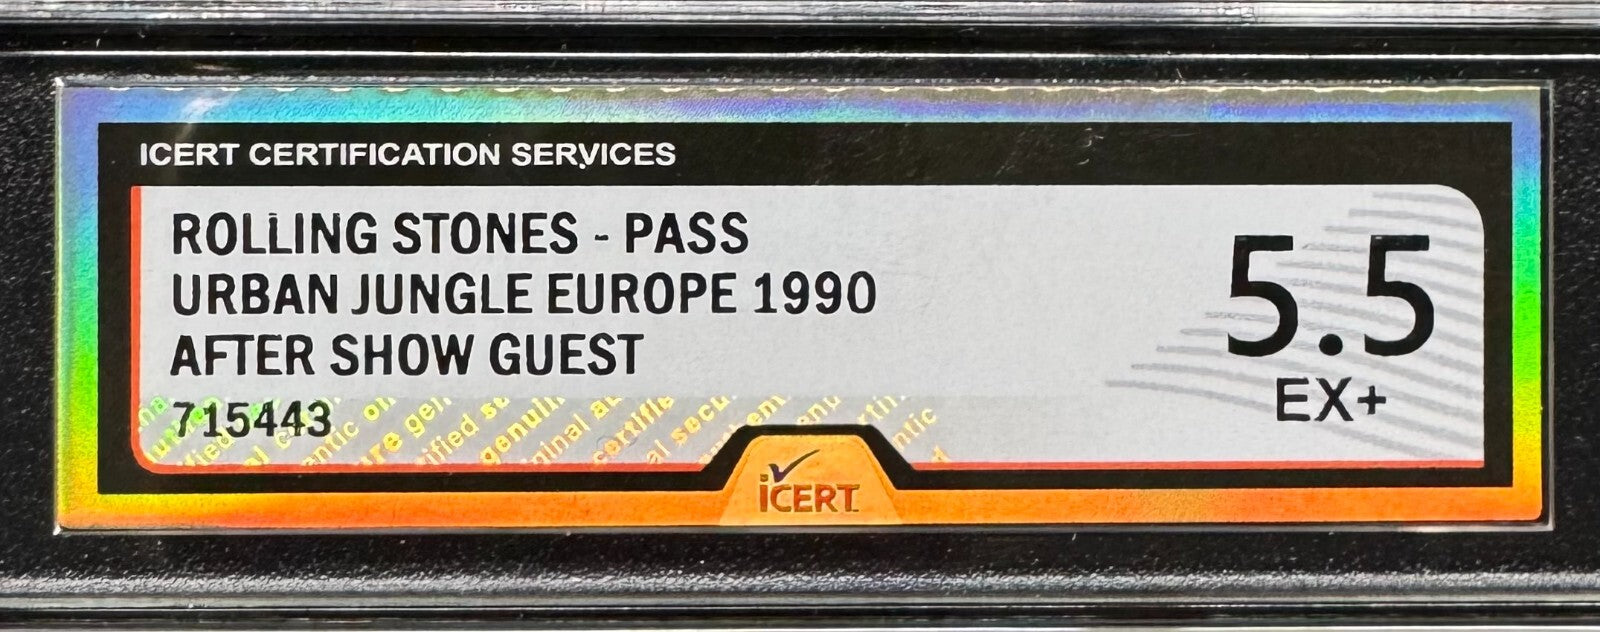 ICERT CERTIFICATION SERVICES
ROLLING STONES - PASS
URBAN JUNGLE EUROPE 1990
AFTER SHOW GUEST
715443
5.5
EX+
iCERT